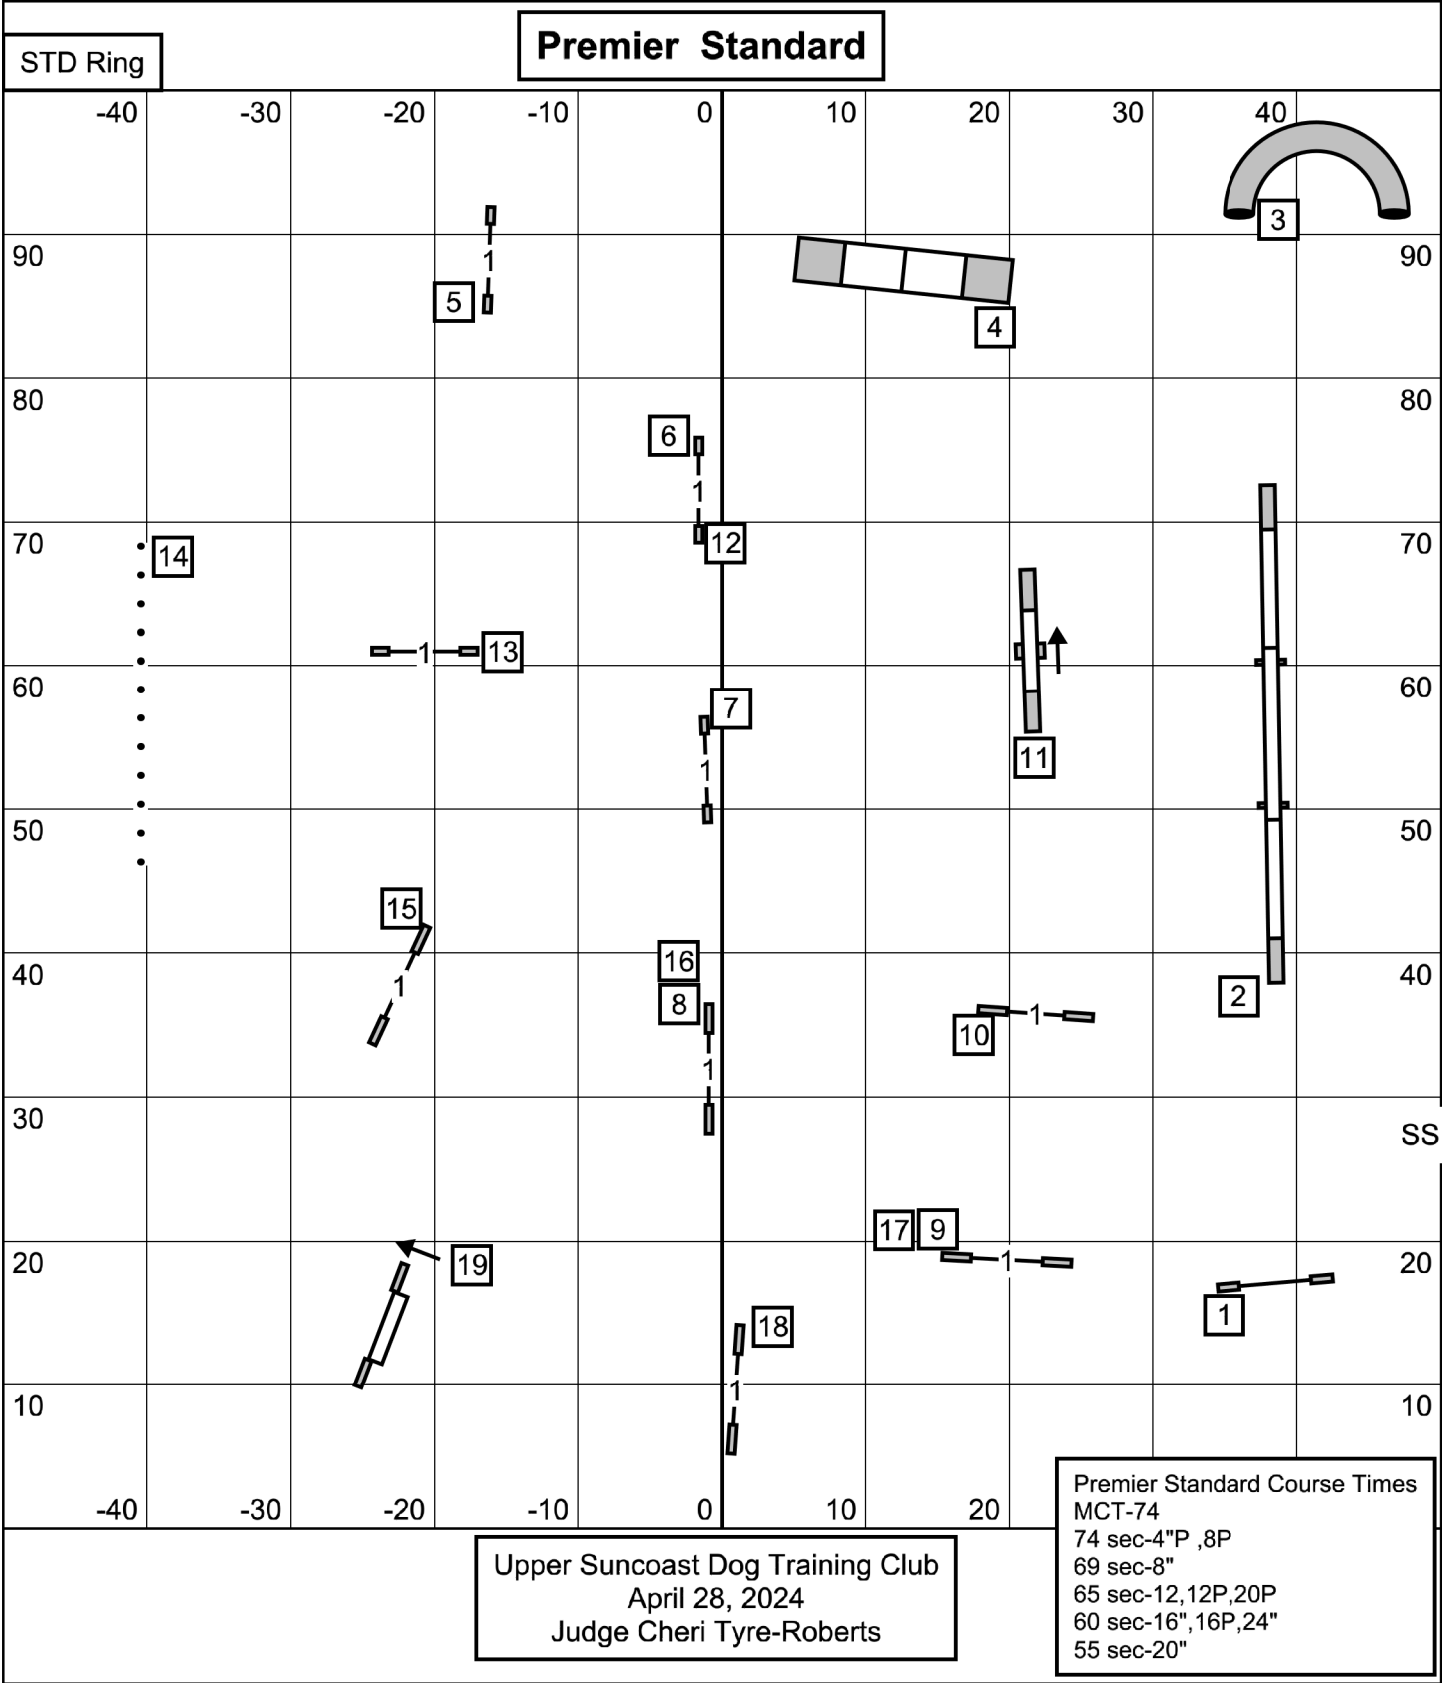 Premier Standard
STD Ring
-40 -30 -20 -10 0 10 20 30 40
3
90 90
1
5
4
80 80
6
1
70 70
12
14
13
1
60 60
7
11
1
50 50
15
16
40 40
1
8
2
10
1
1
30 30
SS
17 9
20 20
19
1
1
18
1
10 10
-40 -30 -20 -10 0 10 20
Premier Standard Course Times
MCT-74
74 sec-4"P ,8P
69 sec-8"
65 sec-12,12P,20P
60 sec-16",16P,24"
55 sec-20"
Upper Suncoast Dog Training Club
April 28, 2024
Judge Cheri Tyre-Roberts